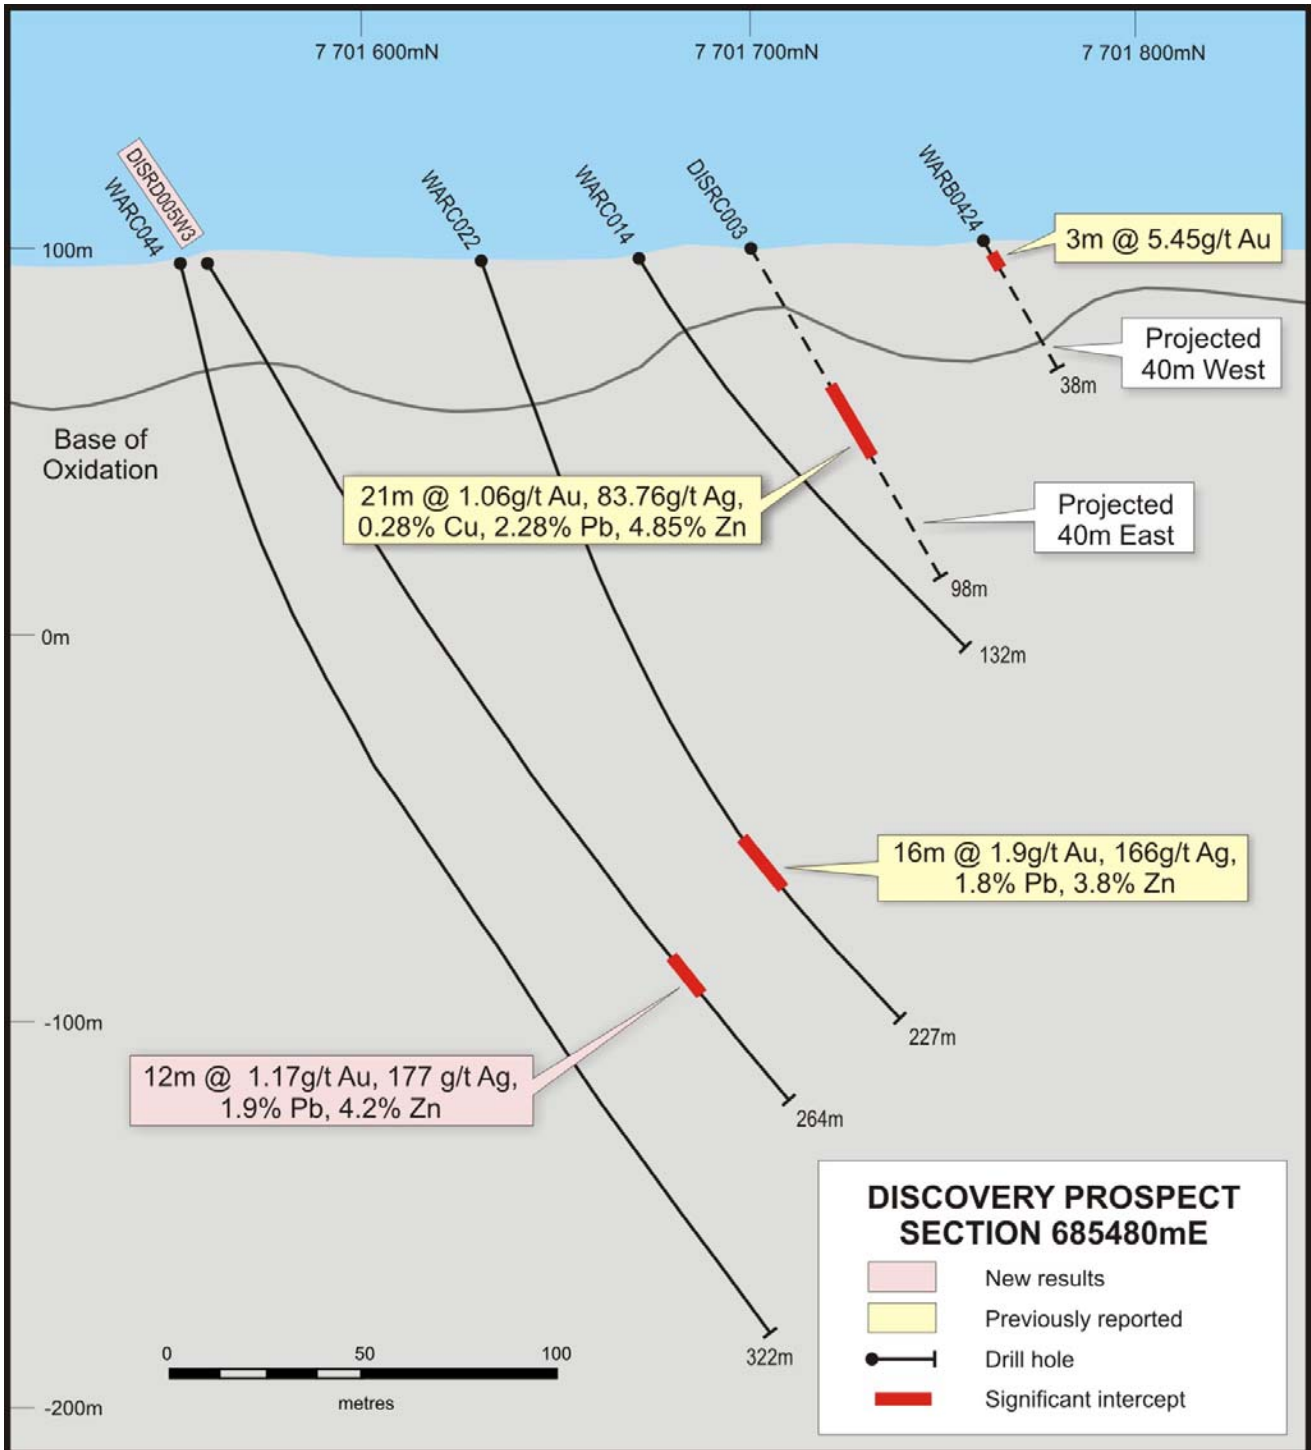 7 701 600mN
7 701 700mN
7 701 800mN
DISRD005W3
WARC044
WARC022
WARC014
DISRC003
WARB0424
100m
3m @ 5.45g/t Au
Projected
40m West
38m
Base of
Oxidation
21m @ 1.06g/t Au, 83.76g/t Ag,
0.28% Cu, 2.28% Pb, 4.85% Zn
Projected
40m East
98m
0m
132m
16m @ 1.9g/t Au, 166g/t Ag,
1.8% Pb, 3.8% Zn
-100m
227m
12m @ 1.17g/t Au, 177 g/t Ag,
1.9% Pb, 4.2% Zn
264m
322m
0 50 100
metres
-200m
DISCOVERY PROSPECT
SECTION 685480mE
New results
Previously reported
Drill hole
Significant intercept